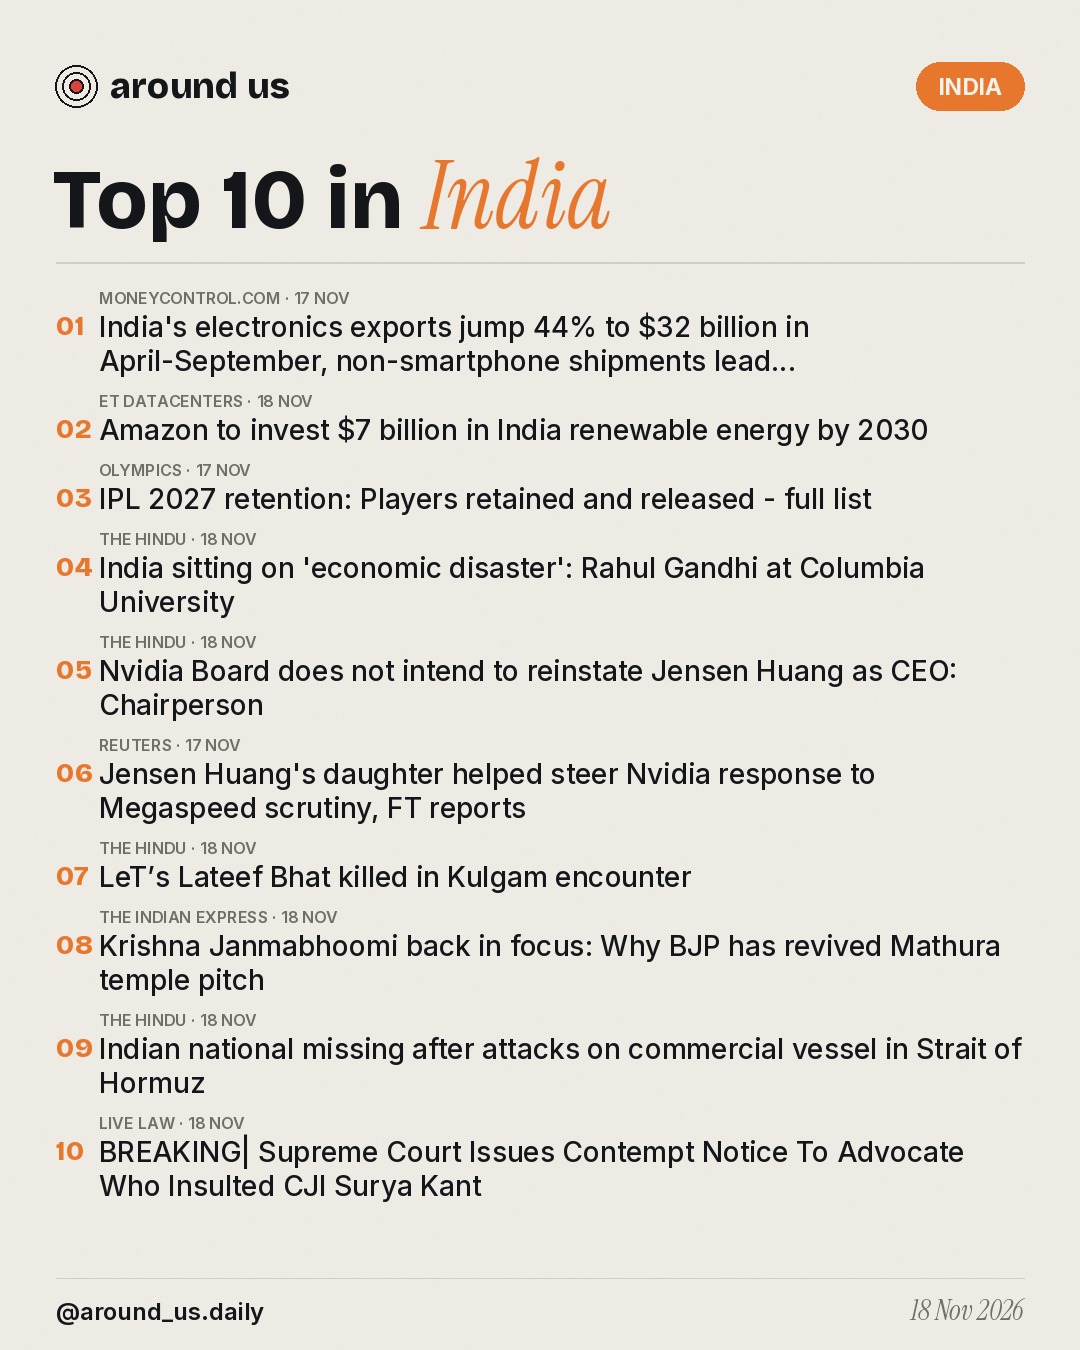 around us
INDIA
Top 10 in India
MONEYCONTROL.COM · 17 NOV
01 India's electronics exports jump 44% to $32 billion in
April-September, non-smartphone shipments lead...
ET DATACENTERS · 18 NOV
02 Amazon to invest $7 billion in India renewable energy by 2030
OLYMPICS · 17 NOV
03 IPL 2027 retention: Players retained and released - full list
THE HINDU · 18 NOV
04 India sitting on 'economic disaster': Rahul Gandhi at Columbia
University
THE HINDU · 18 NOV
05 Nvidia Board does not intend to reinstate Jensen Huang as CEO:
Chairperson
REUTERS · 17 NOV
06 Jensen Huang's daughter helped steer Nvidia response to
Megaspeed scrutiny, FT reports
THE HINDU · 18 NOV
07 LeT’s Lateef Bhat killed in Kulgam encounter
THE INDIAN EXPRESS · 18 NOV
08 Krishna Janmabhoomi back in focus: Why BJP has revived Mathura
temple pitch
THE HINDU · 18 NOV
09 Indian national missing after attacks on commercial vessel in Strait of
Hormuz
LIVE LAW · 18 NOV
10 BREAKING| Supreme Court Issues Contempt Notice To Advocate
Who Insulted CJI Surya Kant
@around_us.daily
18 Nov 2026